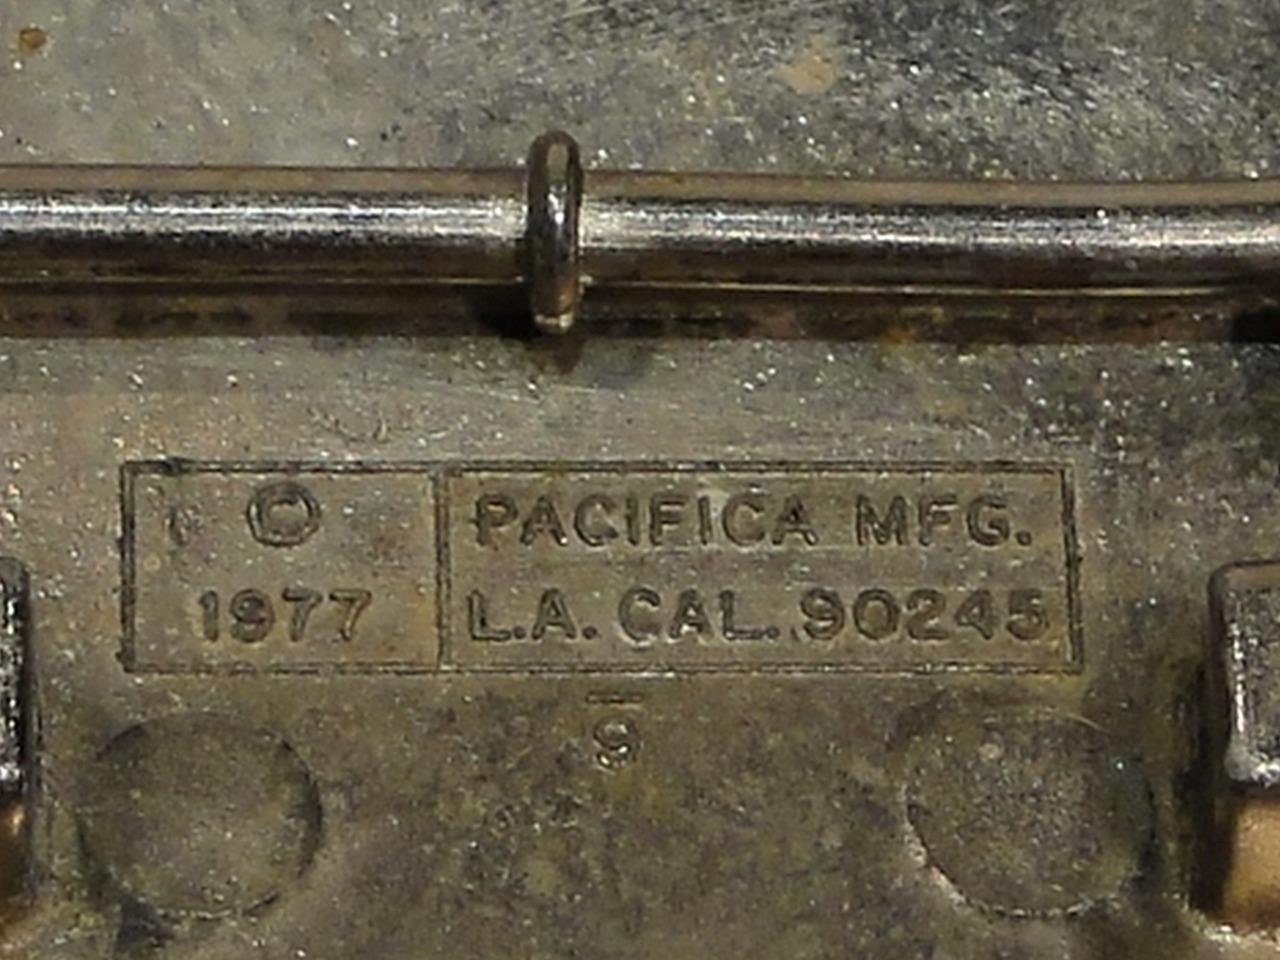 © PACIFICA MFG.
1977 L.A. CAL. 90245
9